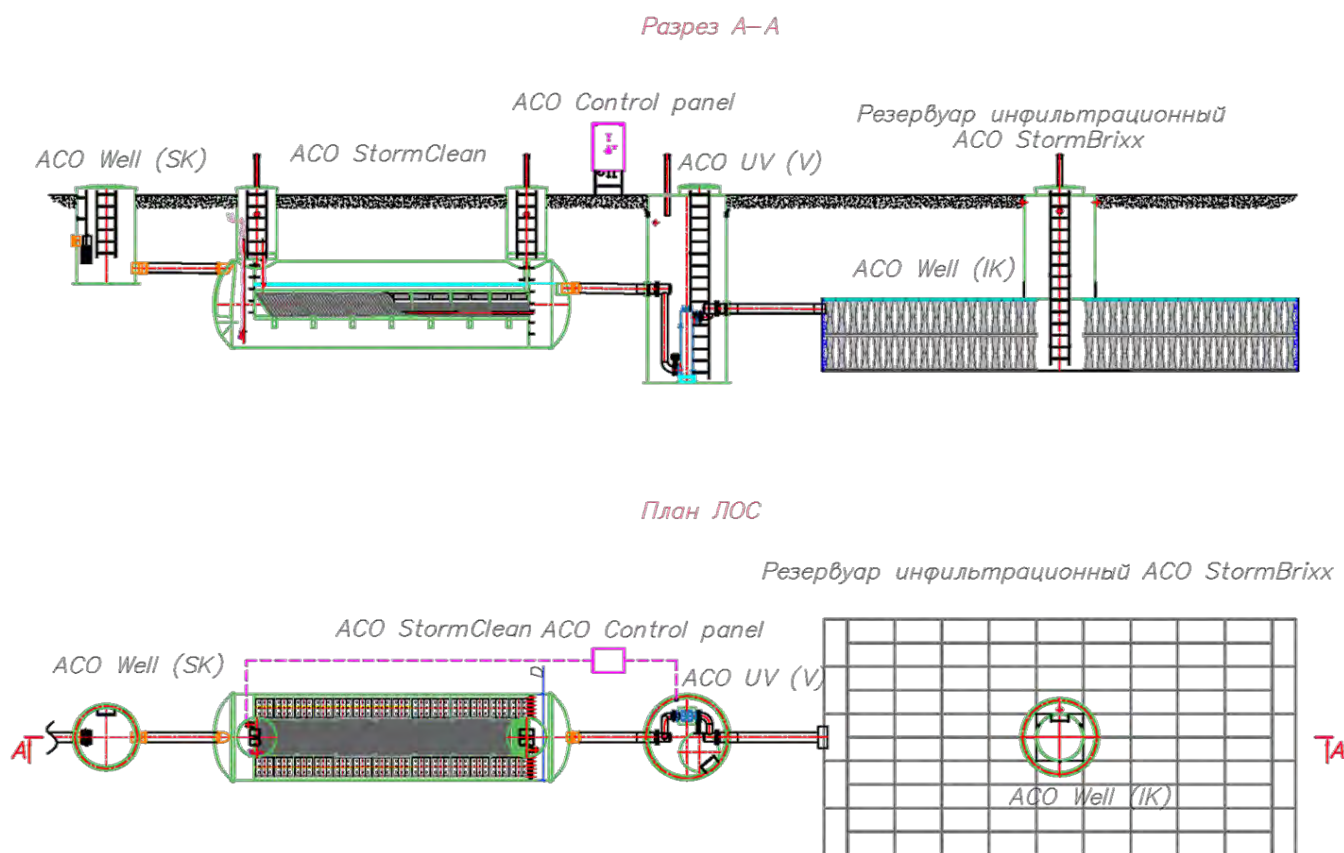 Разрез А-А
ACO Control panel
Резервуар инфильтрационный
ACO StormBrixx
ACO Well (SK)
ACO StormClean
ACO UV (V)
ACO Well (IK)
План ЛОС
Резервуар инфильтрационный ACO StormBrixx
ACO StormClean ACO Control panel
ACO Well (SK)
ACO UV (V)
D
А
А
ACO Well (IK)